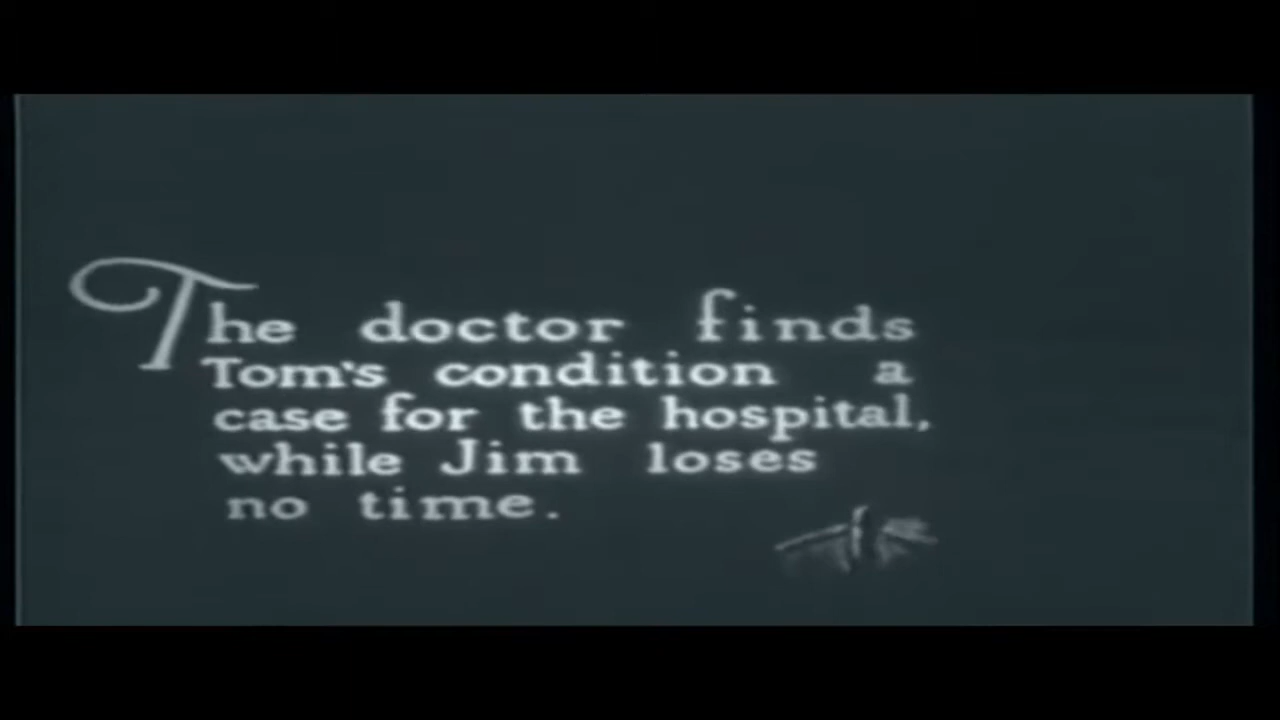 The doctor finds
Tom's condition a
case for the hospital,
while Jim loses
no time.